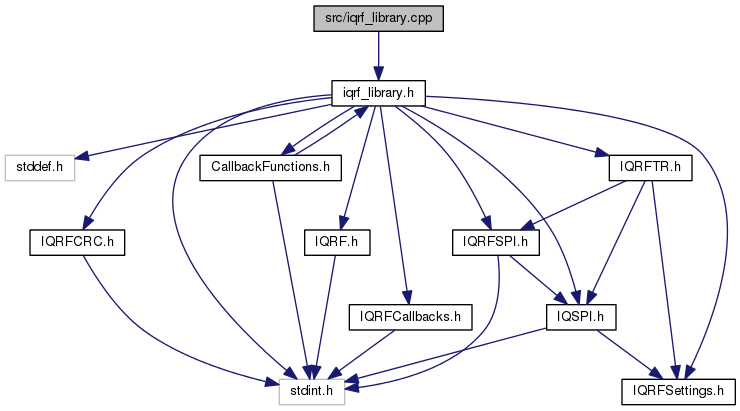 src/iqrf_library.cpp
iqrf_library.h
stddef.h
CallbackFunctions.h
IQRFTR.h
IQRFCRC.h
IQRF.h
IQRFSPI.h
IQRFCallbacks.h
IQSPI.h
stdint.h
IQRFSettings.h